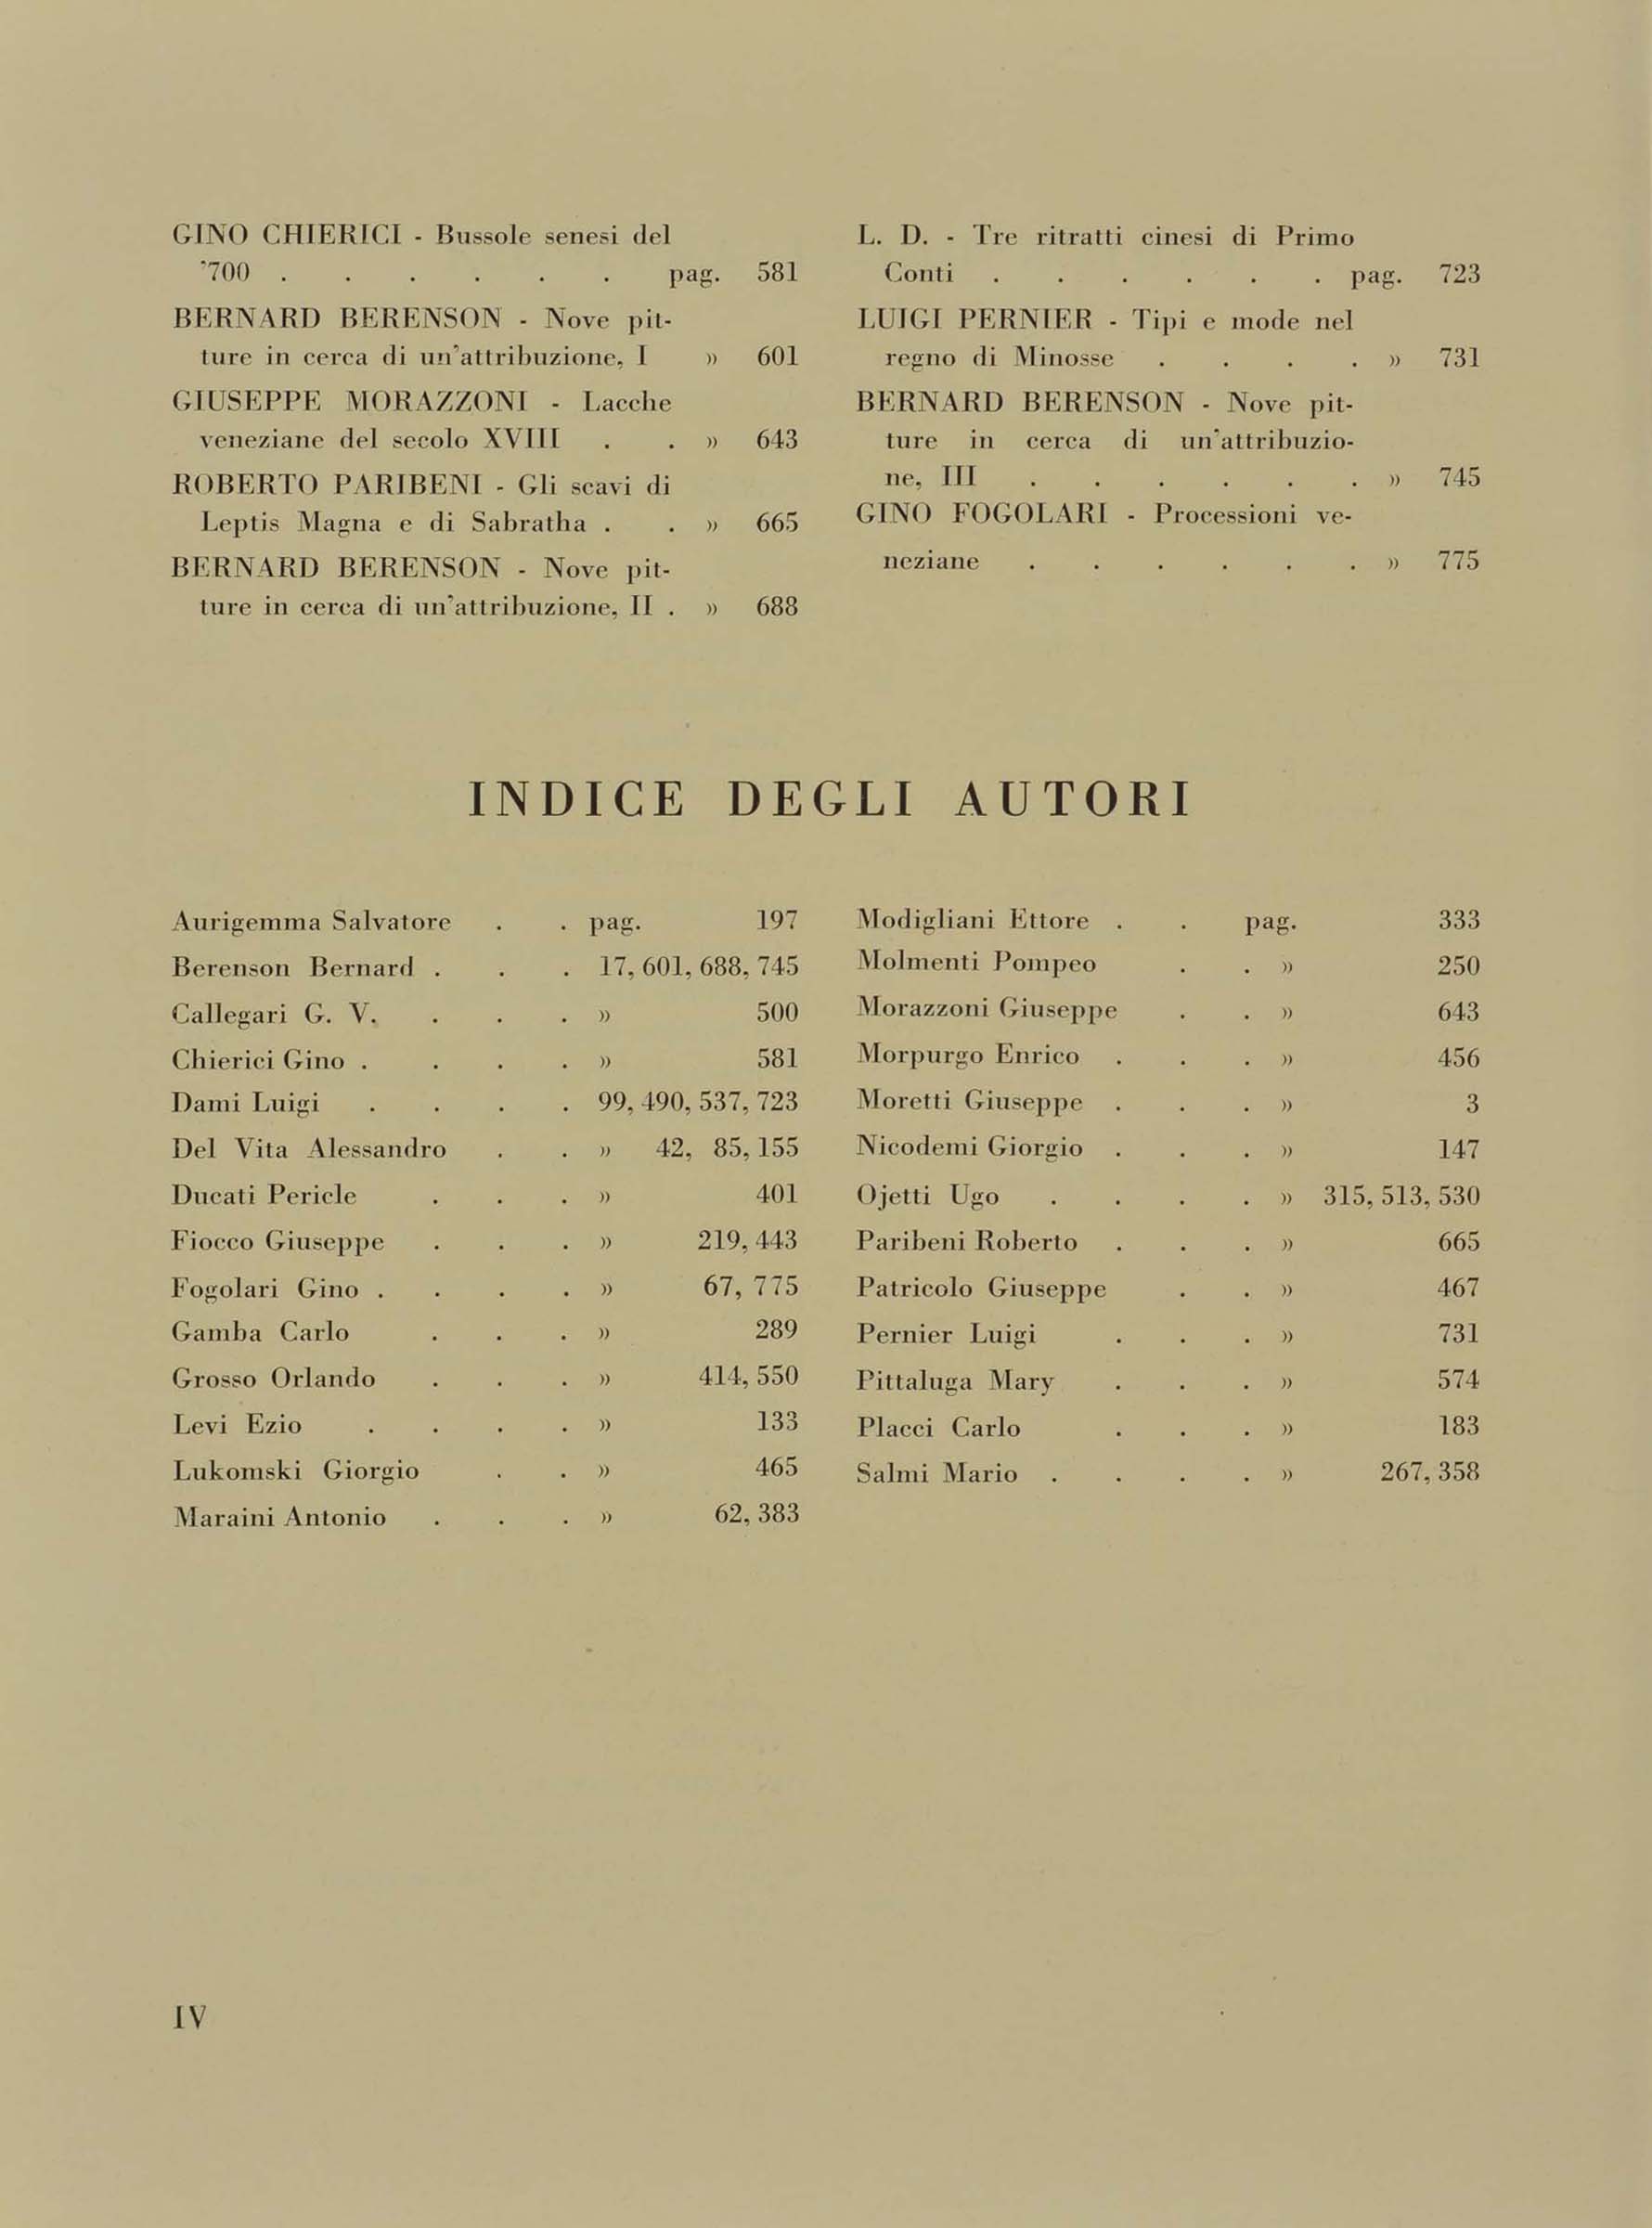 GINO CHIERICI - Bussole senesi del
'700 . . . . . . pag. 581
BERNARD BERENSON - Nove pit-
ture in cerca di un'attribuzione, I » 601
GIUSEPPE MORAZZONI - Lacche
veneziane del secolo XVIII . . » 643
ROBERTO PARIBENI - Gli scavi di
Leptis Magna e di Sabratha . . » 665
BERNARD BERENSON - Nove pit-
ture in cerca di un'attribuzione, II . » 688
L. D. - Tre ritratti cinesi di Primo
Conti . . . . . . pag. 723
LUIGI PERNIER - Tipi e mode nel
regno di Minosse . . . . » 731
BERNARD BERENSON - Nove pit-
ture in cerca di un'attribuzio-
ne, III . . . . . . » 745
GINO FOGOLARI - Processioni ve-
neziane . . . . . . » 775
INDICE DEGLI AUTORI
Aurigemma Salvatore . . pag. 197
Berenson Bernard . . . 17, 601, 688, 745
Callegari G. V. . . . » 500
Chierici Gino . . . . » 581
Dami Luigi . . . . 99, 490, 537, 723
Del Vita Alessandro . . » 42, 85, 155
Ducati Pericle . . . » 401
Fiocco Giuseppe . . . » 219, 443
Fogolari Gino . . . . » 67, 775
Gamba Carlo . . . » 289
Grosso Orlando . . . » 414, 550
Levi Ezio . . . . » 133
Lukomski Giorgio . . » 465
Maraini Antonio . . . » 62, 383
Modigliani Ettore . . pag. 333
Molmenti Pompeo . . » 250
Morazzoni Giuseppe . . » 643
Morpurgo Enrico . . . » 456
Moretti Giuseppe . . . » 3
Nicodemi Giorgio . . . » 147
Ojetti Ugo . . . . » 315, 513, 530
Paribeni Roberto . . . » 665
Patricolo Giuseppe . . » 467
Pernier Luigi . . . » 731
Pittaluga Mary . . . » 574
Placci Carlo . . . » 183
Salmi Mario . . . . » 267, 358
IV